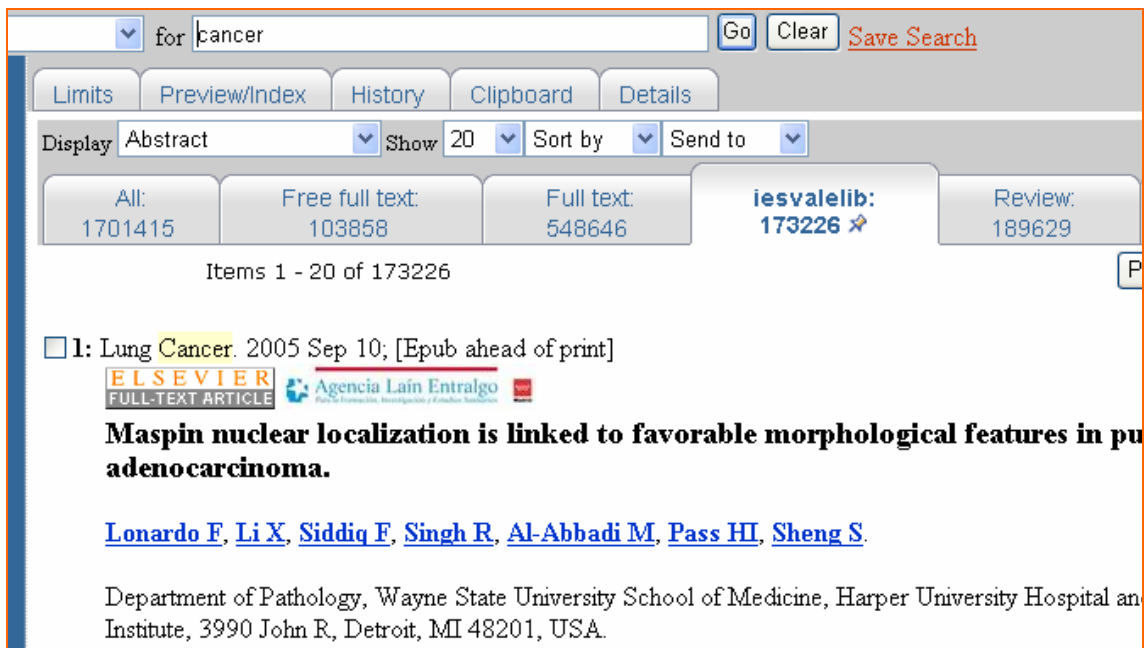 for cancer Go Clear Save Search
Limits Preview/Index History Clipboard Details
Display Abstract Show 20 Sort by Send to
All: Free full text: Full text: iesvalelib: Review:
1701415 103858 548646 173226 189629
Items 1 - 20 of 173226 P
1: Lung Cancer. 2005 Sep 10; [Epub ahead of print]
ELSEVIER
FULL-TEXT ARTICLE Agencia Laín Entralgo
Maspin nuclear localization is linked to favorable morphological features in pu
adenocarcinoma.
Lonardo F, Li X, Siddiq F, Singh R, Al-Abbadi M, Pass HI, Sheng S.
Department of Pathology, Wayne State University School of Medicine, Harper University Hospital an
Institute, 3990 John R, Detroit, MI 48201, USA.